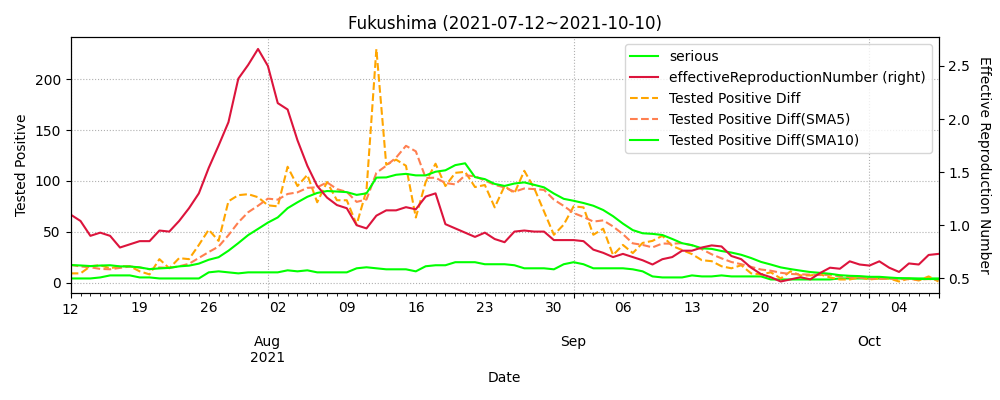 Fukushima (2021-07-12~2021-10-10)
serious
effectiveReproductionNumber (right)
Tested Positive Diff
Tested Positive Diff(SMA5)
Tested Positive Diff(SMA10)
Tested Positive
200
150
100
50
0
2.5
2.0
1.5
1.0
0.5
Effective Reproduction Number
12 19 26 02 09 16 23 30 06 13 20 27 04
Aug Sep Oct
2021
Date